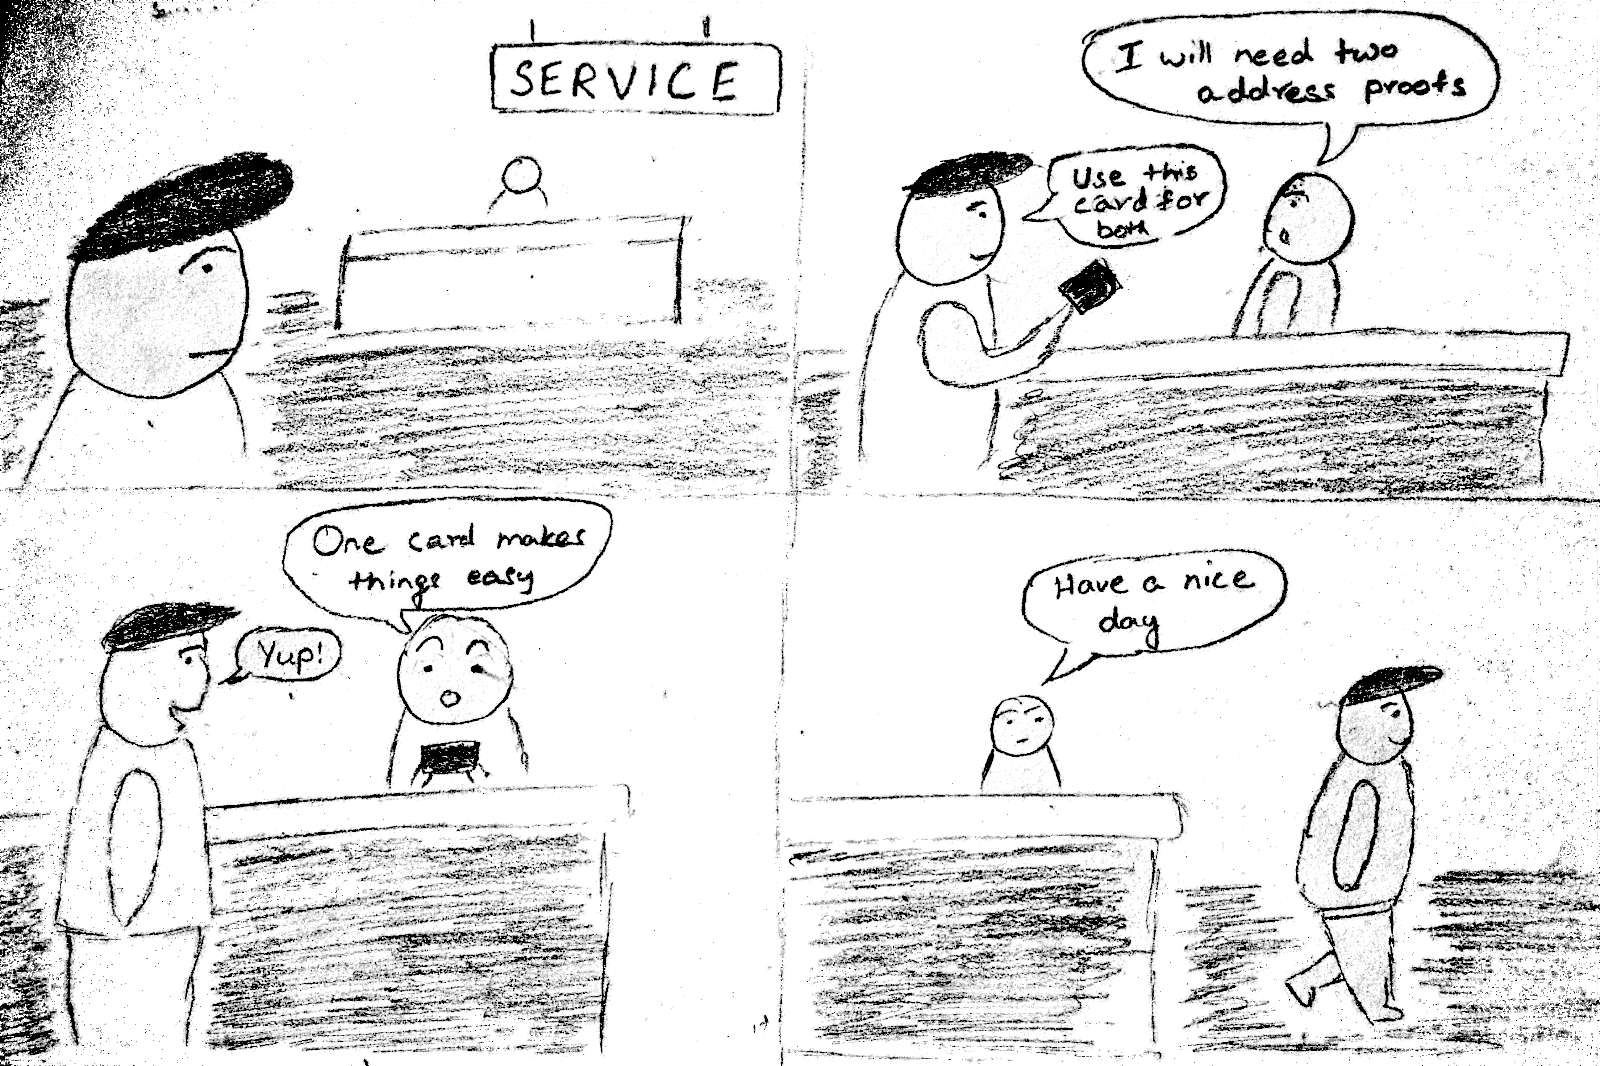 SERVICE
I will need two
address proofs
Use this
card for
both
One card makes
things easy
Yup!
Have a nice
day